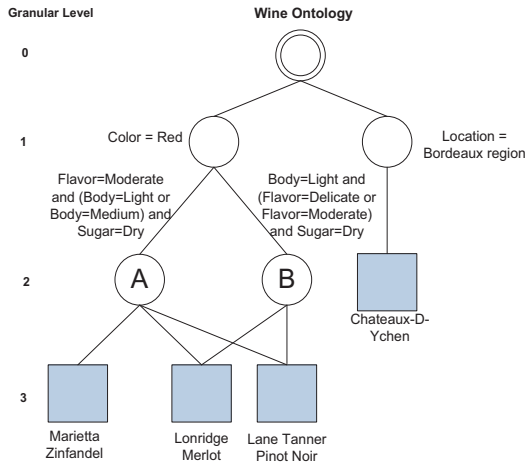 Granular Level
Wine Ontology
0
1
Color = Red
Location =
Bordeaux region
Flavor=Moderate
and (Body=Light or
Body=Medium) and
Sugar=Dry
Body=Light and
(Flavor=Delicate or
Flavor=Moderate)
and Sugar=Dry
2
A
B
Chateaux-D-
Ychen
3
Marietta
Zinfandel
Lonridge
Merlot
Lane Tanner
Pinot Noir